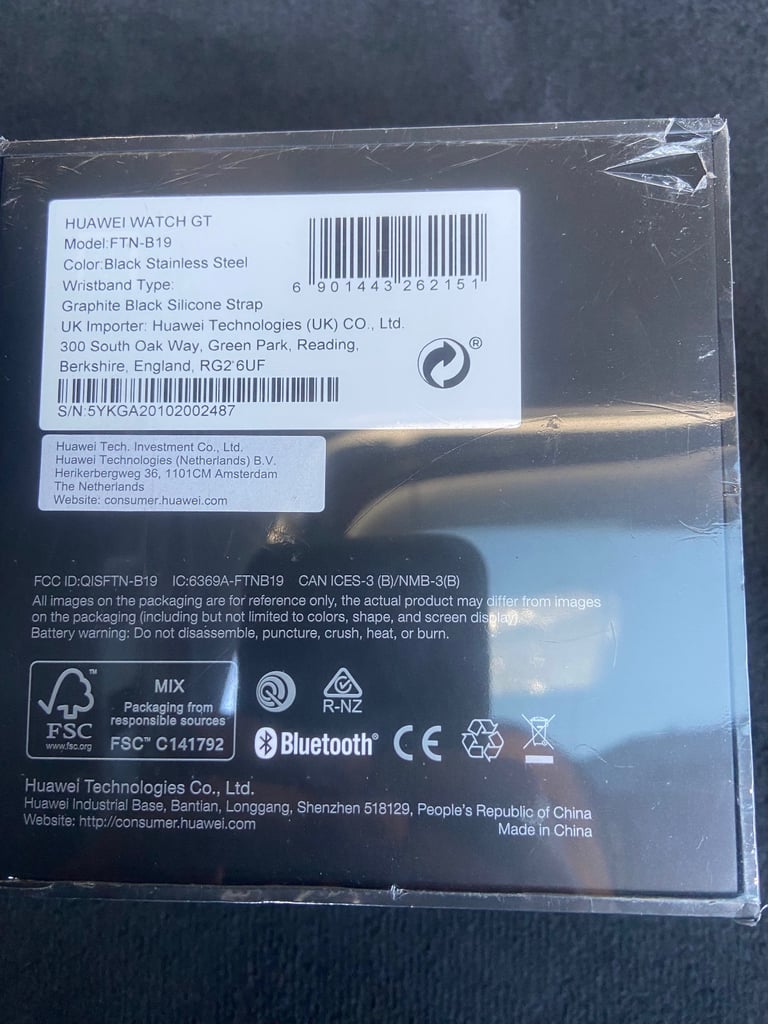 HUAWEI WATCH GT
Model:FTN-B19
Color:Black Stainless Steel
Wristband Type:
Graphite Black Silicone Strap
UK Importer: Huawei Technologies (UK) CO., Ltd.
300 South Oak Way, Green Park, Reading,
Berkshire, England, RG2 6UF
6 901443 262151
®
S/N:5YKGA20102002487
Huawei Tech. Investment Co., Ltd.
Huawei Technologies (Netherlands) B.V.
Herikerbergweg 36, 1101CM Amsterdam
The Netherlands
Website: consumer.huawei.com
FCC ID:QISFTN-B19 IC:6369A-FTNB19 CAN ICES-3 (B)/NMB-3(B)
All images on the packaging are for reference only, the actual product may differ from images
on the packaging (including but not limited to colors, shape, and screen display).
Battery warning: Do not disassemble, puncture, crush, heat, or burn.
FSC
www.fsc.org
MIX
Packaging from
responsible sources
FSC™ C141792
R-NZ
Bluetooth®
CE
Huawei Technologies Co., Ltd.
Huawei Industrial Base, Bantian, Longgang, Shenzhen 518129, People's Republic of China
Website: http://consumer.huawei.com
Made in China